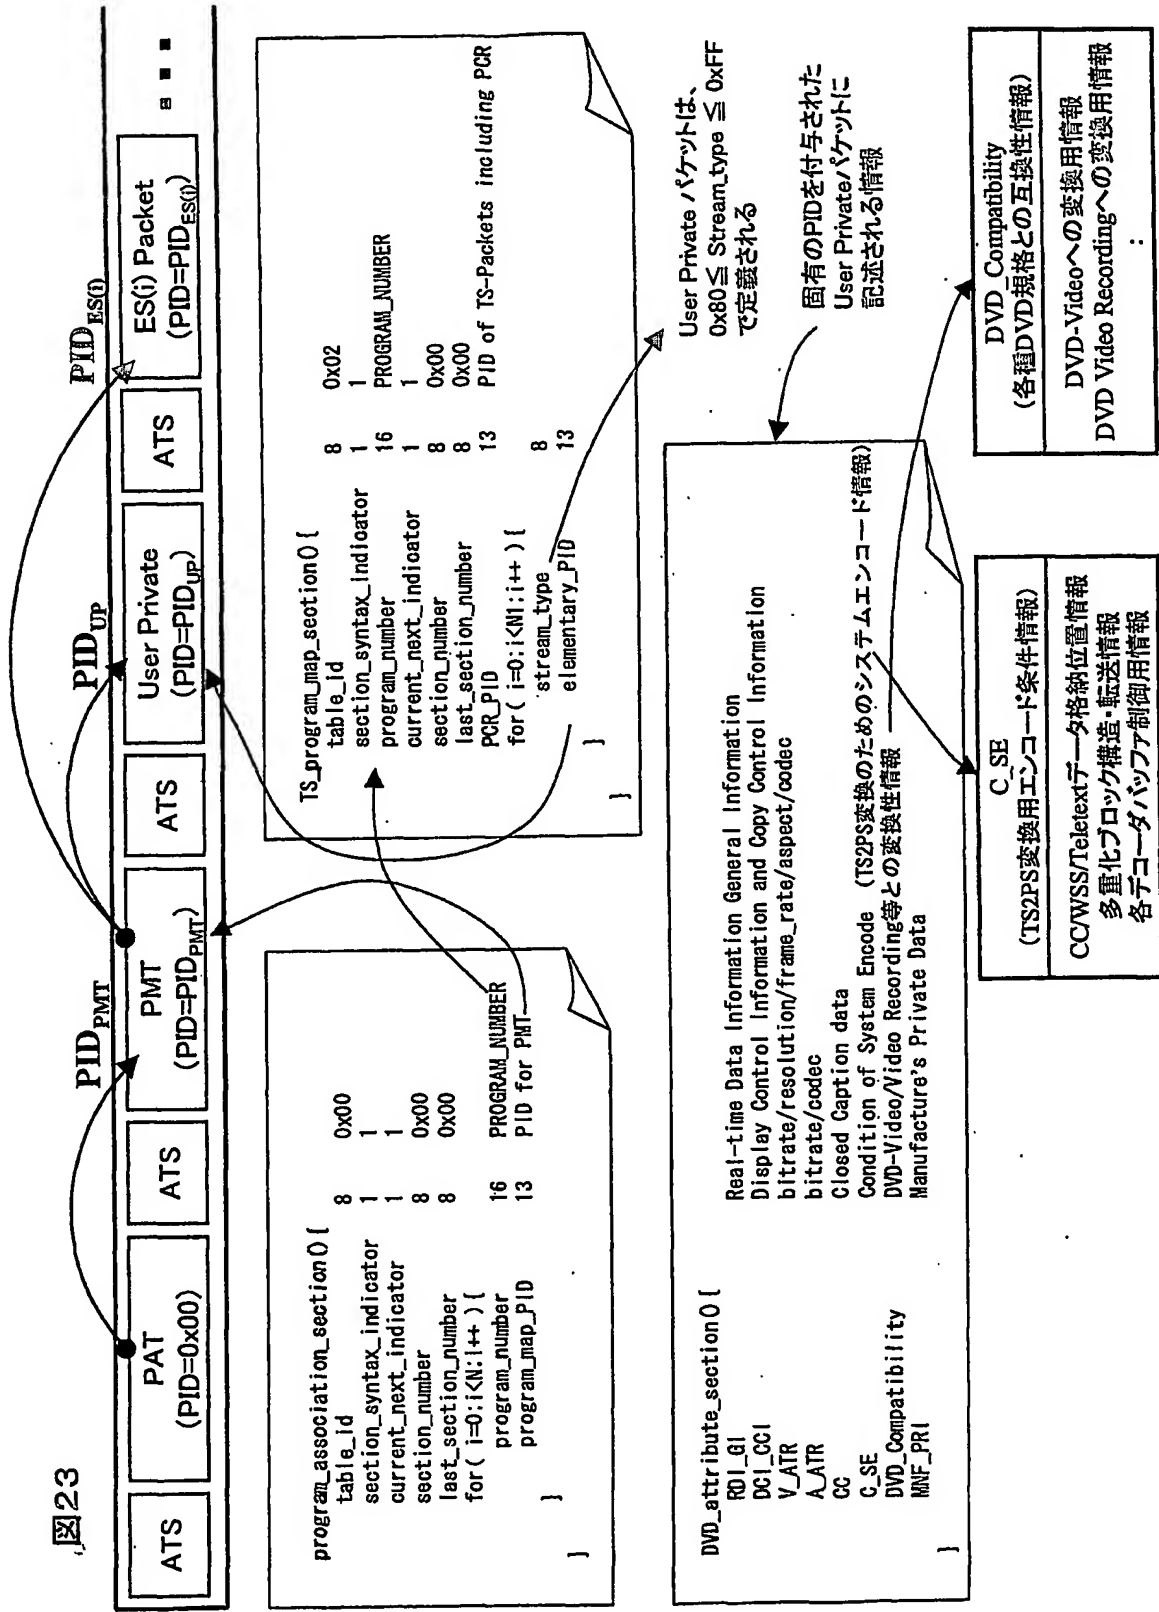 図23
PID_PMT
PID_UP
PID_ES(i)
ATS
PAT
(PID=0x00)
ATS
PMT
(PID=PID_PMT)
ATS
User Private
(PID=PID_UP)
ATS
ES(i) Packet
(PID=PID_ES(i))
program_association_section() {
table_id 8 0x00
section_syntax_indicator 1 1
current_next_indicator 1 1
section_number 8 0x00
last_section_number 8 0x00
for( i=0;i<N;i++ ) {
program_number 16 PROGRAM_NUMBER
program_map_PID 13 PID for PMT
}
TS_program_map_section() {
table_id 8 0x02
section_syntax_indicator 1 1
program_number 16 PROGRAM_NUMBER
current_next_indicator 1 1
section_number 8 0x00
last_section_number 8 0x00
PCR_PID 13 PID of TS-Packets including PCR
for( i=0;i<N1;i++ ) {
stream_type 8
elementary_PID 13
}
User Private パケットは、
0x80≦ Stream_type ≦ 0xFF
で定義される
DVD_attribute_section() {
RDI_GI Real-time Data Information General Information
DCI_CCI Display Control Information and Copy Control Information
V_ATR bitrate/resolution/frame_rate/aspect/codec
A_ATR bitrate/codec
CC Closed Caption data
C_SE Condition of System Encode (TS2PS変換のためのシステムエンコード情報)
DVD_Compatibility DVD-Video/Video Recording等との変換性情報
MNF_PRI Manufacture's Private Data
}
固有のPIDを付与された
User Privateパケットに
記述される情報
C_SE
(TS2PS変換用エンコード条件情報)
CC/WSS/Teletextデータ格納位置情報
多重化ブロック構造・転送情報
各デコーダバッファ制御用情報
DVD_Compatibility
(各種DVD規格との互換性情報)
DVD-Videoへの変換用情報
DVD Video Recordingへの変換用情報
: